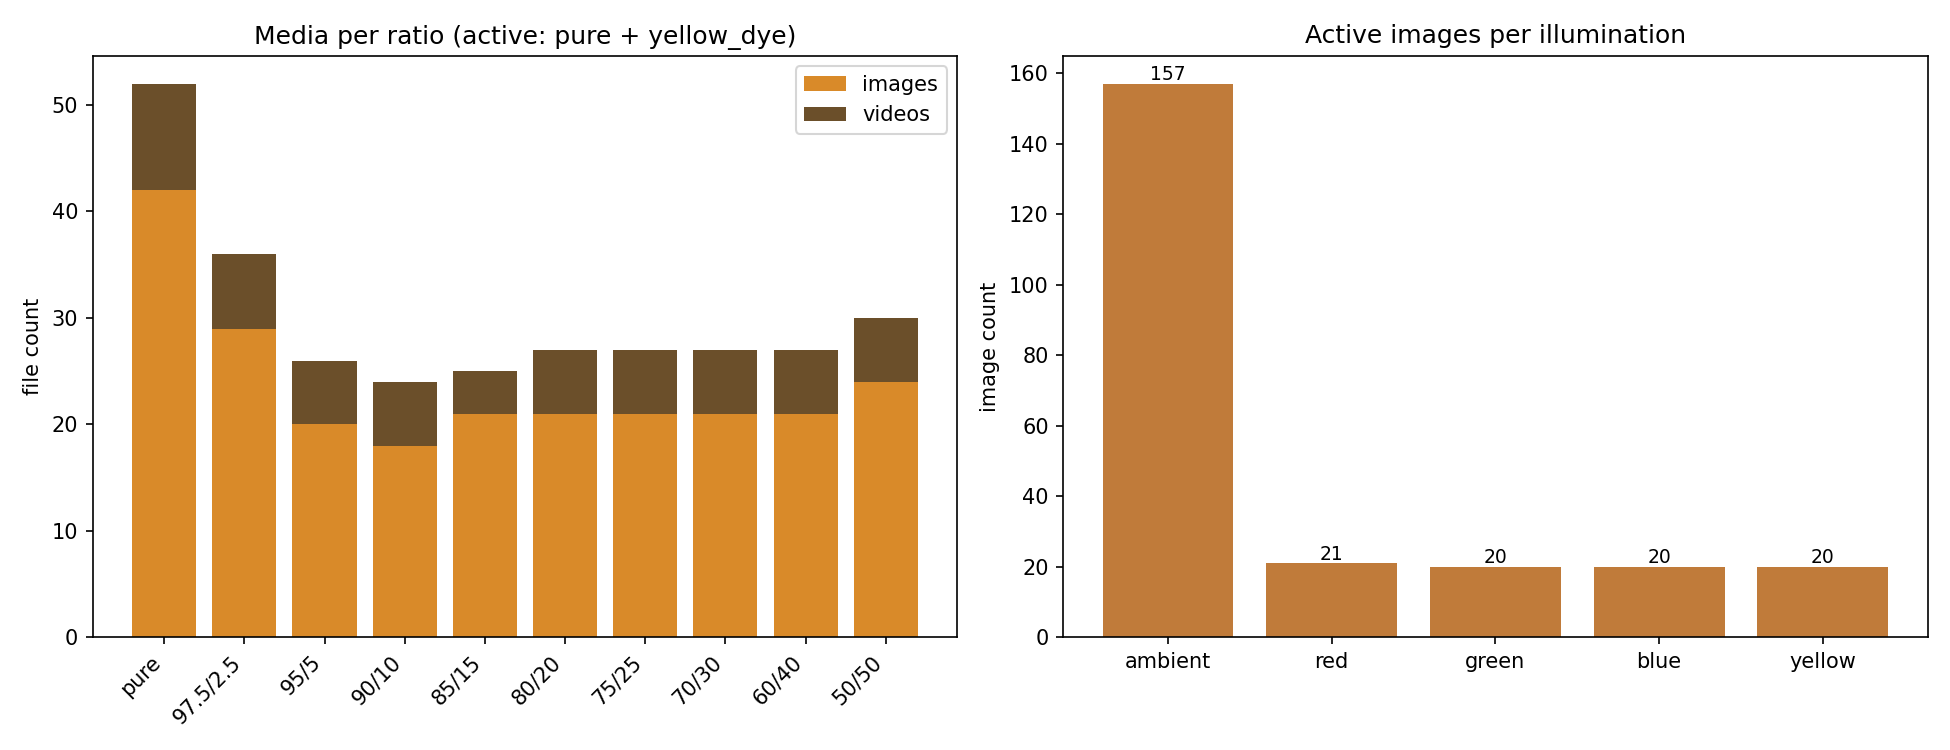 Media per ratio (active: pure + yellow_dye)
images
videos
file count
50
40
30
20
10
0
pure
97.5/2.5
95/5
90/10
85/15
80/20
75/25
70/30
60/40
50/50
Active images per illumination
image count
160
140
120
100
80
60
40
20
0
157
21
20
20
20
ambient
red
green
blue
yellow